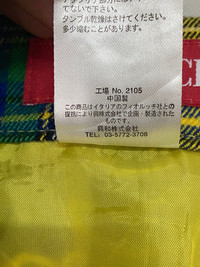 でないで下さい。
タンブル乾燥はさけてください。
多少縮むことがあります。
工場 No. 2105
中国製
この商品はイタリアのフィオルッチ社との
提携により興和株式会社で企画・製造された
ものです。
興和株式会社
TEL: 03-5772-3708